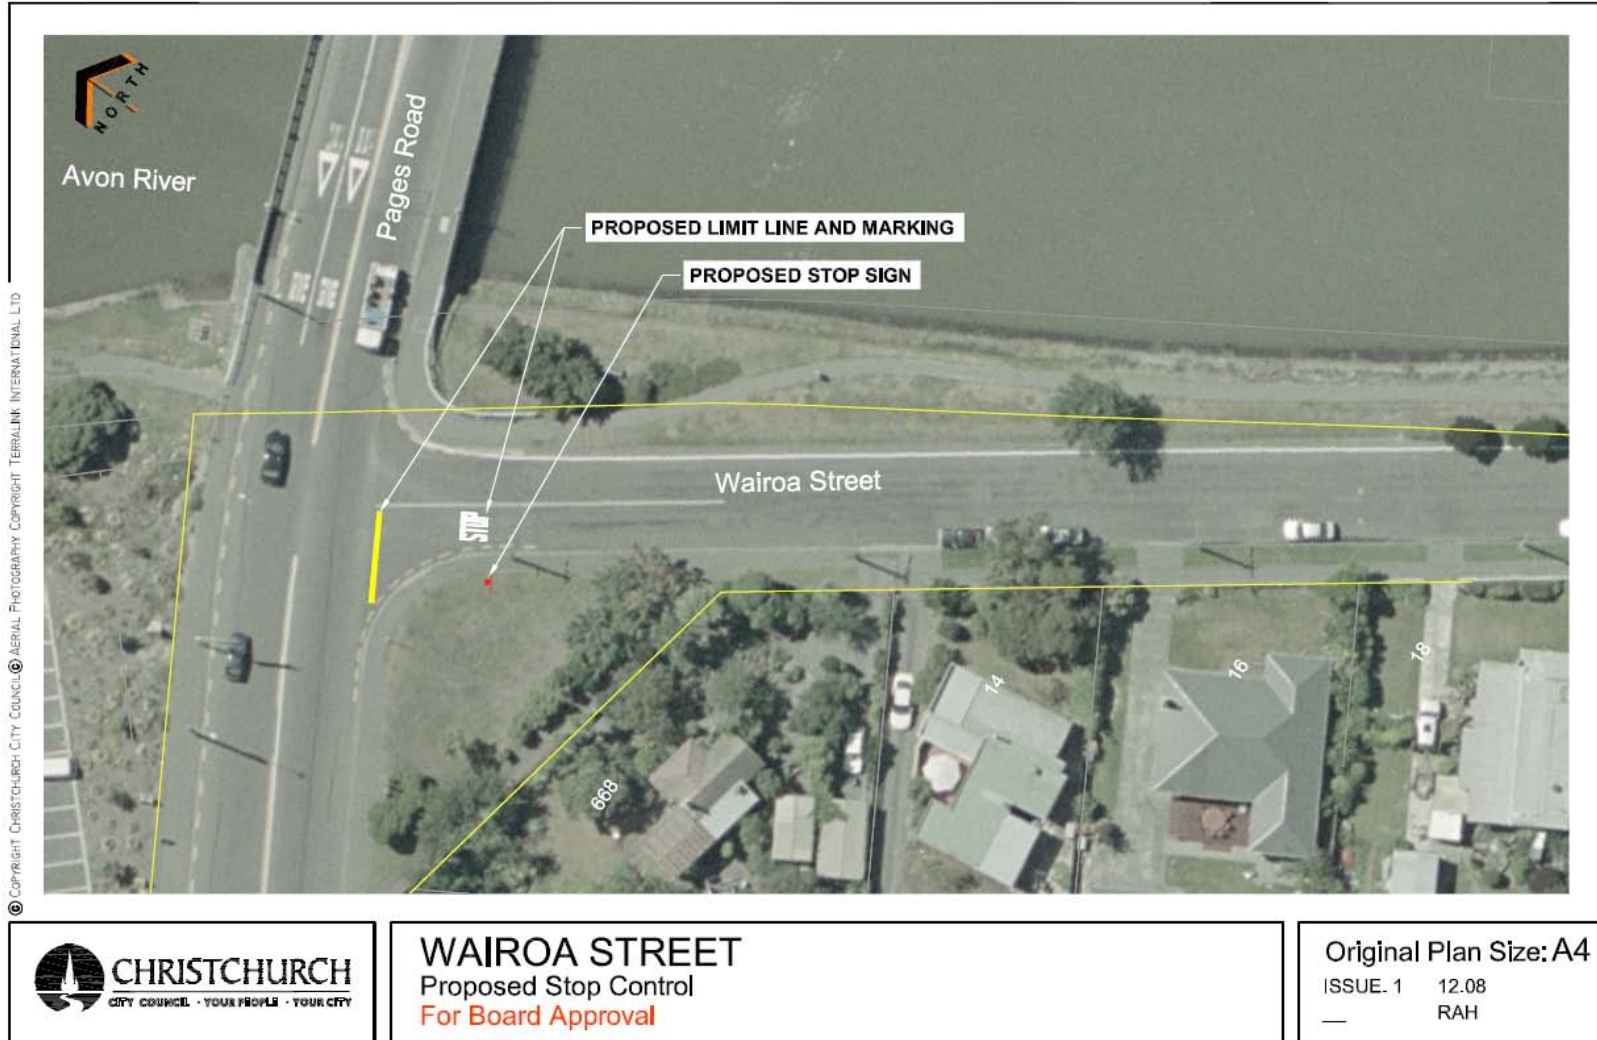 NORTH
Avon River
Pages Road
PROPOSED LIMIT LINE AND MARKING
PROPOSED STOP SIGN
Wairoa Street
STOP
668
14
16
18
© COPYRIGHT CHRISTCHURCH CITY COUNCIL © AERIAL PHOTOGRAPHY COPYRIGHT TERRALINK INTERNATIONAL LTD
CHRISTCHURCH
CITY COUNCIL · YOUR PEOPLE · YOUR CITY
WAIROA STREET
Proposed Stop Control
For Board Approval
Original Plan Size: A4
ISSUE. 1 12.08
RAH